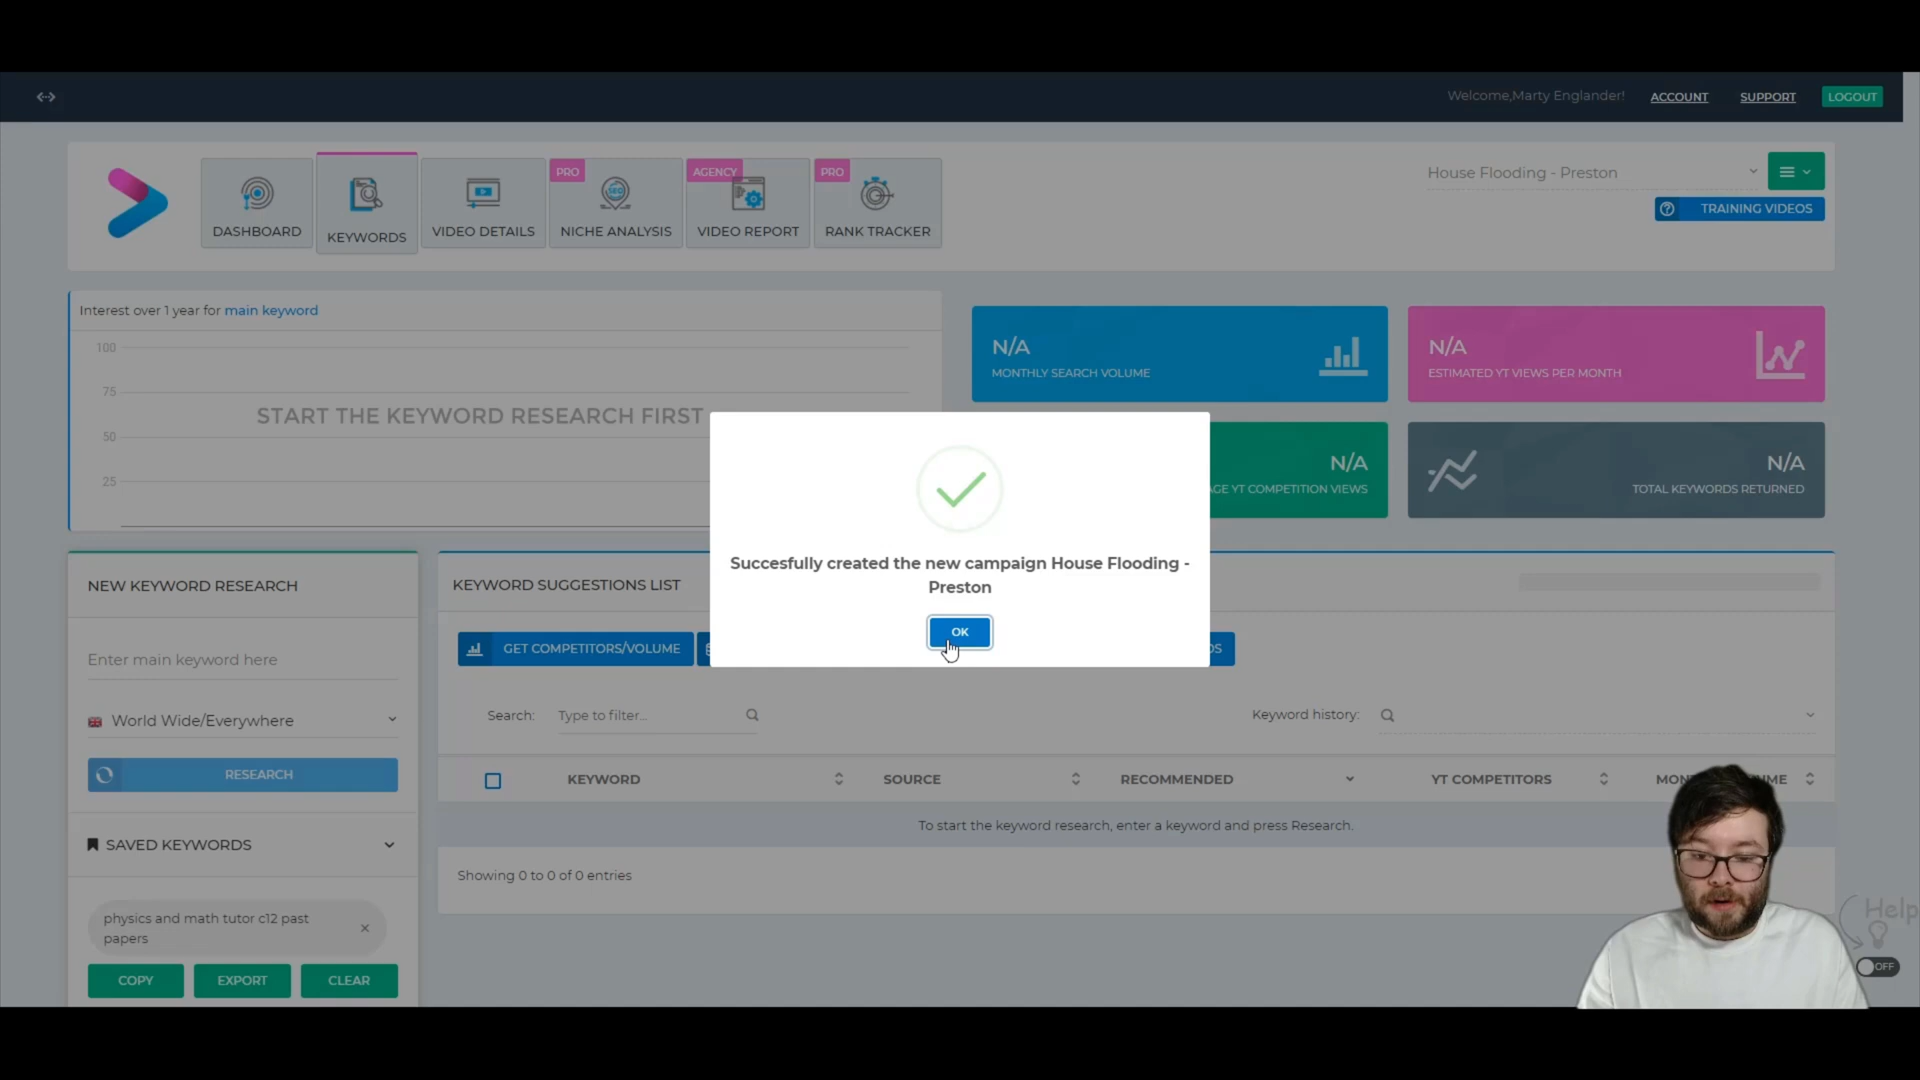 Welcome,Marty Englander!
ACCOUNT
SUPPORT
LOGOUT
DASHBOARD
KEYWORDS
VIDEO DETAILS
PRO
NICHE ANALYSIS
AGENCY
VIDEO REPORT
PRO
RANK TRACKER
House Flooding - Preston
TRAINING VIDEOS
Interest over 1 year for main keyword
100
75
50
25
START THE KEYWORD RESEARCH FIRST
N/A
MONTHLY SEARCH VOLUME
N/A
ESTIMATED YT VIEWS PER MONTH
N/A
YT COMPETITION VIEWS
N/A
TOTAL KEYWORDS RETURNED
Succesfully created the new campaign House Flooding -
Preston
OK
NEW KEYWORD RESEARCH
Enter main keyword here
World Wide/Everywhere
RESEARCH
SAVED KEYWORDS
physics and math tutor c12 past
papers
COPY
EXPORT
CLEAR
KEYWORD SUGGESTIONS LIST
GET COMPETITORS/VOLUME
Search:
Type to filter...
Keyword history:
KEYWORD
SOURCE
RECOMMENDED
YT COMPETITORS
To start the keyword research, enter a keyword and press Research.
Showing 0 to 0 of 0 entries
Help
OFF